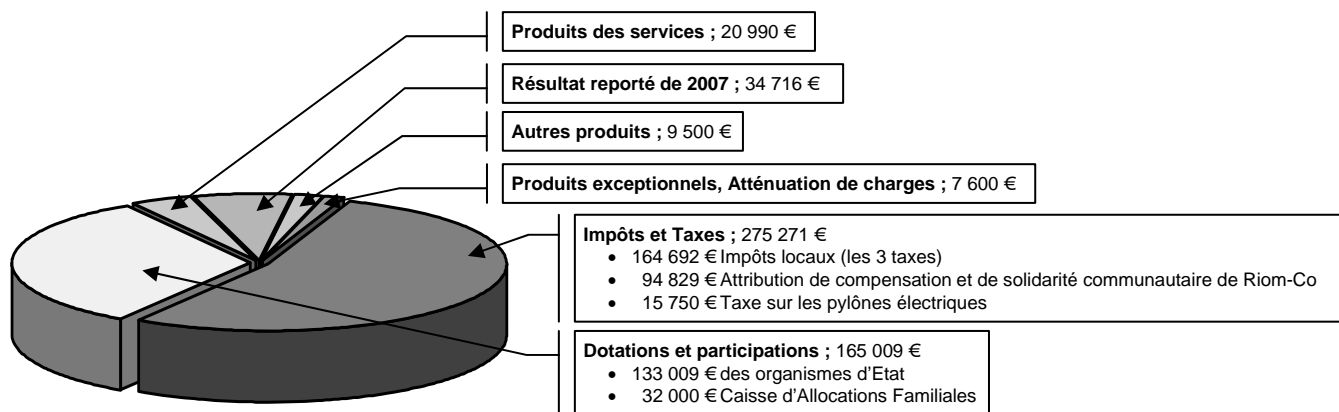 Produits des services ; 20 990 €
Résultat reporté de 2007 ; 34 716 €
Autres produits ; 9 500 €
Produits exceptionnels, Atténuation de charges ; 7 600 €
Impôts et Taxes ; 275 271 €
• 164 692 € Impôts locaux (les 3 taxes)
• 94 829 € Attribution de compensation et de solidarité communautaire de Riom-Co
• 15 750 € Taxe sur les pylônes électriques
Dotations et participations ; 165 009 €
• 133 009 € des organismes d’Etat
• 32 000 € Caisse d’Allocations Familiales